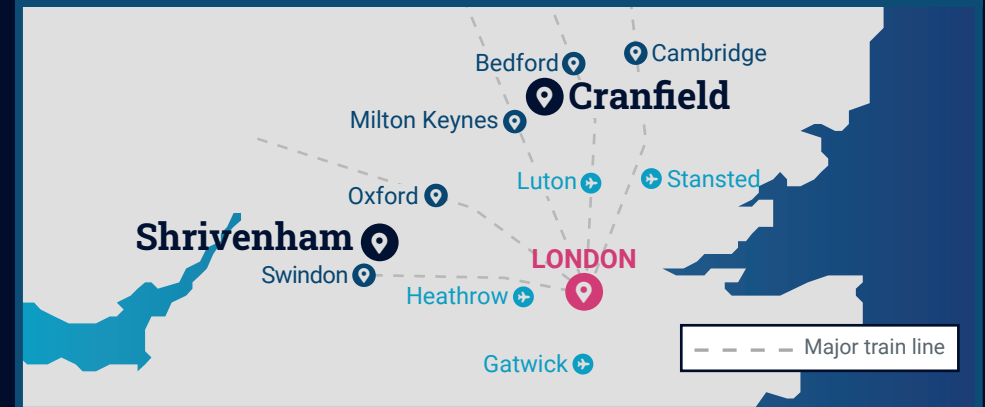 Bedford
Cambridge
Cranfield
Milton Keynes
Luton
Stansted
Oxford
Shrivenham
LONDON
Swindon
Heathrow
Gatwick
Major train line